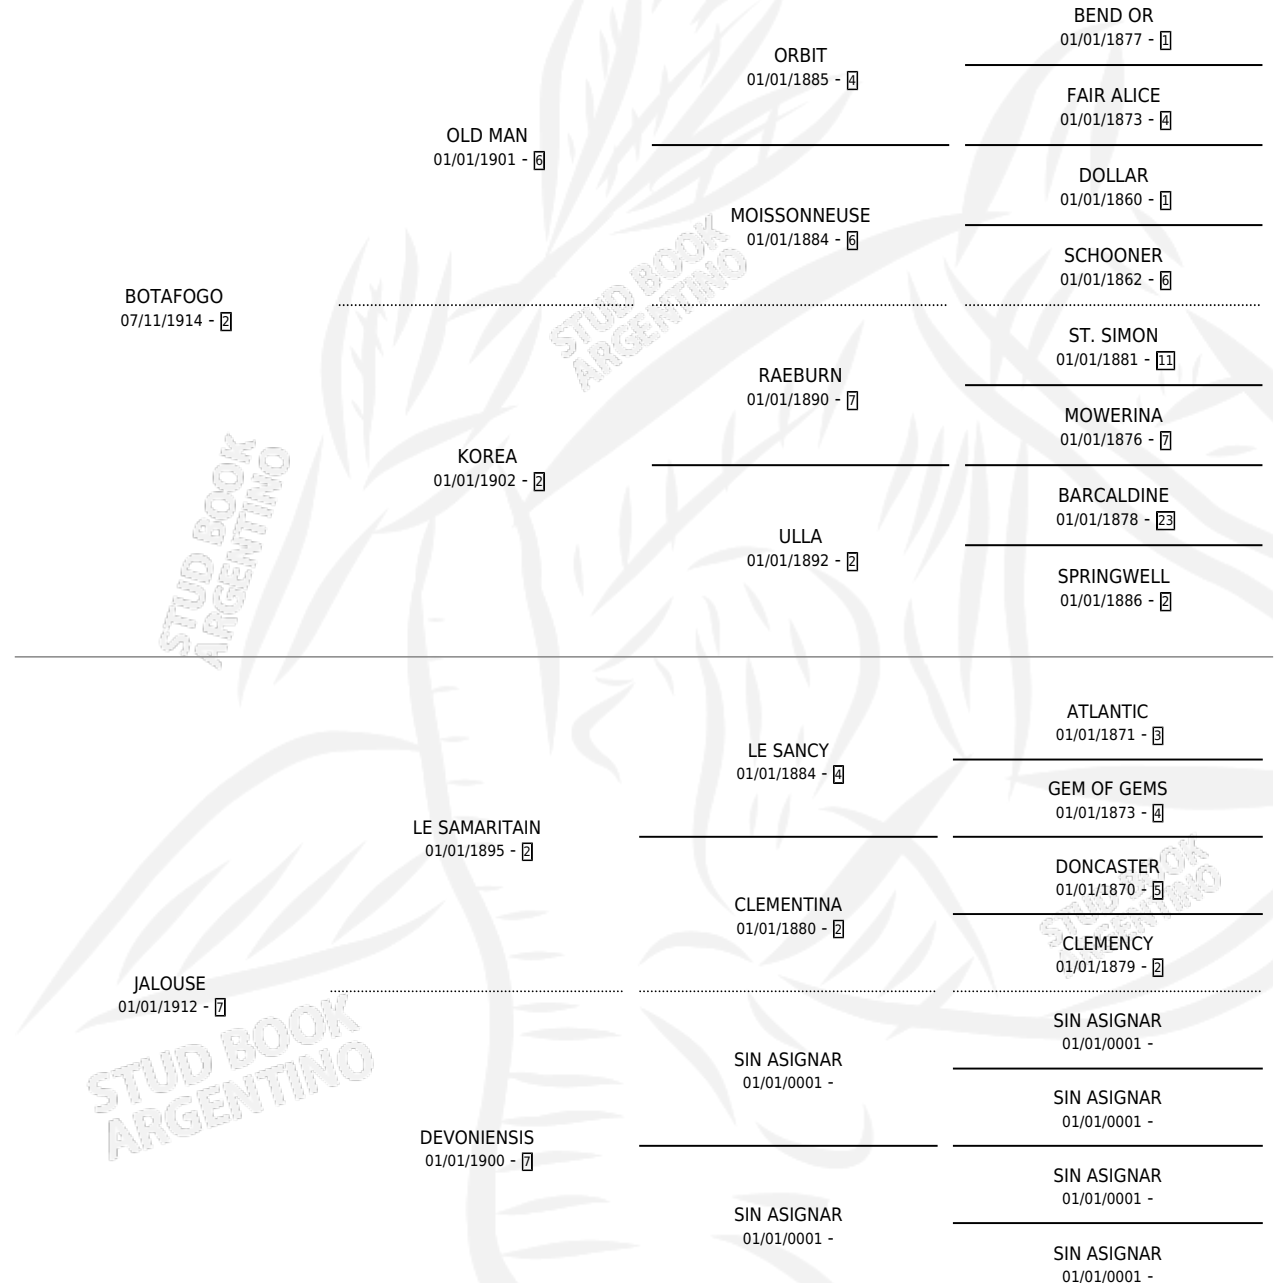 BEND OR
01/01/1877 - 1
ORBIT
01/01/1885 - 4
FAIR ALICE
01/01/1873 - 4
OLD MAN
01/01/1901 - 6
DOLLAR
01/01/1860 - 1
MOISSONNEUSE
01/01/1884 - 6
SCHOONER
01/01/1862 - 6
BOTAFOGO
07/11/1914 - 2
STUD BOOK
ARGENTINO
ST. SIMON
01/01/1881 - 11
RAEBURN
01/01/1890 - 7
MOWERINA
01/01/1876 - 7
KOREA
01/01/1902 - 2
BARCALDINE
01/01/1878 - 23
ULLA
01/01/1892 - 2
SPRINGWELL
01/01/1886 - 2
STUD BOOK
ARGENTINO
ATLANTIC
01/01/1871 - 3
LE SANCY
01/01/1884 - 4
GEM OF GEMS
01/01/1873 - 4
LE SAMARITAIN
01/01/1895 - 2
DONCASTER
01/01/1870 - 5
CLEMENTINA
01/01/1880 - 2
CLEMENCY
01/01/1879 - 2
STUD BOOK
ARGENTINO
JALOUSE
01/01/1912 - 7
SIN ASIGNAR
01/01/0001 -
SIN ASIGNAR
01/01/0001 -
SIN ASIGNAR
01/01/0001 -
STUD BOOK
ARGENTINO
DEVONIENSIS
01/01/1900 - 7
SIN ASIGNAR
01/01/0001 -
SIN ASIGNAR
01/01/0001 -
SIN ASIGNAR
01/01/0001 -